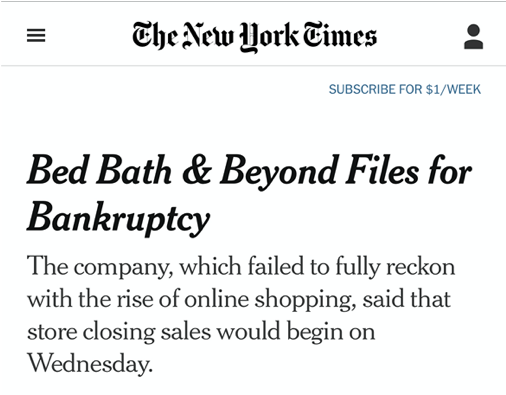 The New York Times
SUBSCRIBE FOR $1/WEEK
Bed Bath & Beyond Files for
Bankruptcy
The company, which failed to fully reckon
with the rise of online shopping, said that
store closing sales would begin on
Wednesday.